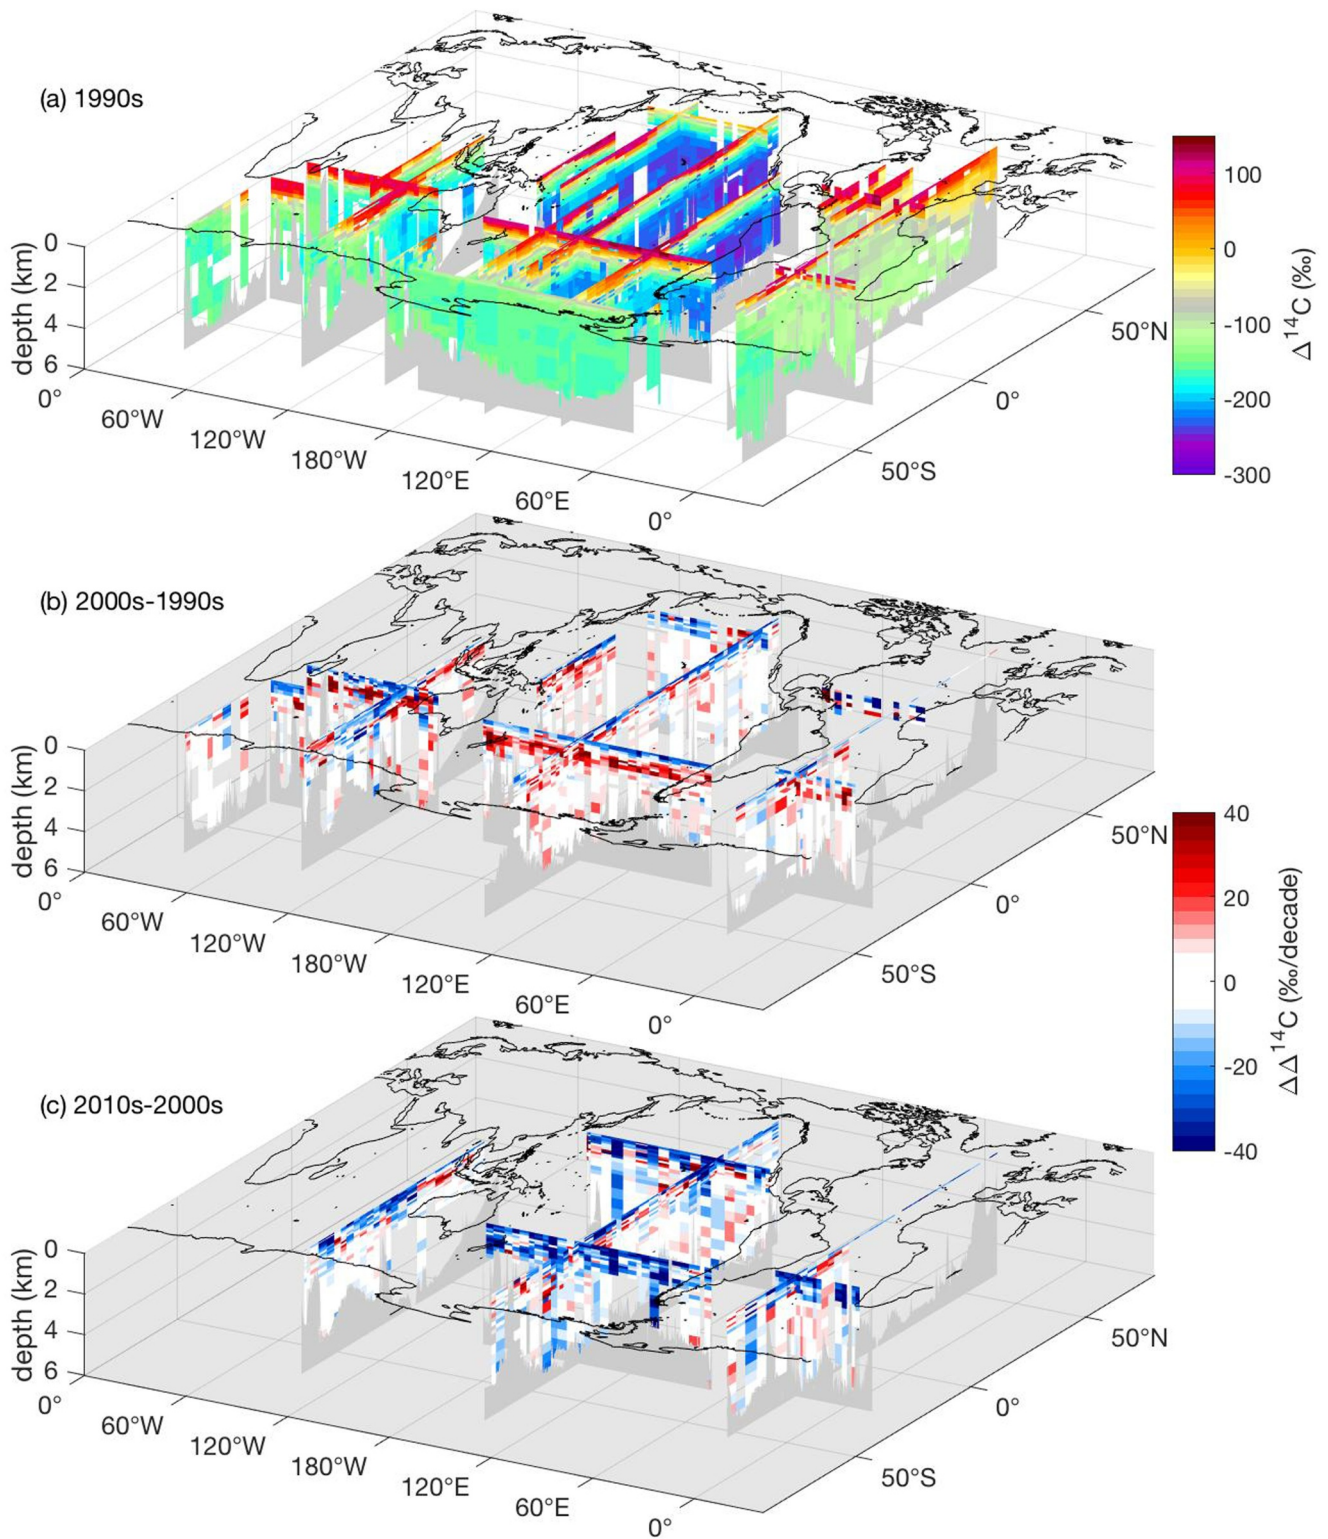 (a) 1990s
0
2
4
6
depth (km)
0°
60°W
120°W
180°W
120°E
60°E
0°
50°S
0°
50°N
100
0
-100
-200
-300
Δ14C (‰)
(b) 2000s-1990s
0
2
4
6
depth (km)
0°
60°W
120°W
180°W
120°E
60°E
0°
50°S
0°
50°N
40
20
0
-20
-40
ΔΔ14C (‰/decade)
(c) 2010s-2000s
0
2
4
6
depth (km)
0°
60°W
120°W
180°W
120°E
60°E
0°
50°S
0°
50°N